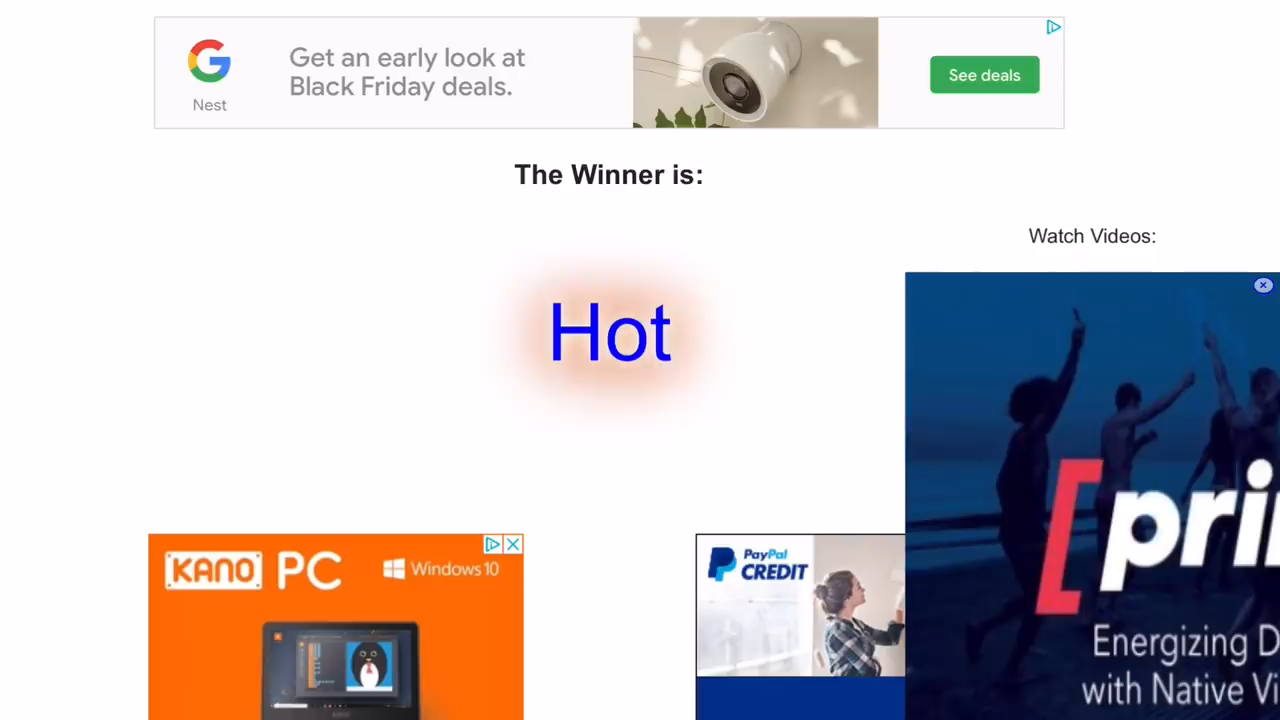 Get an early look at
Black Friday deals.
Nest
See deals
The Winner is:
Watch Videos:
Hot
KANO PC
Windows 10
PayPal
CREDIT
[pri
Energizing D
with Native Vi